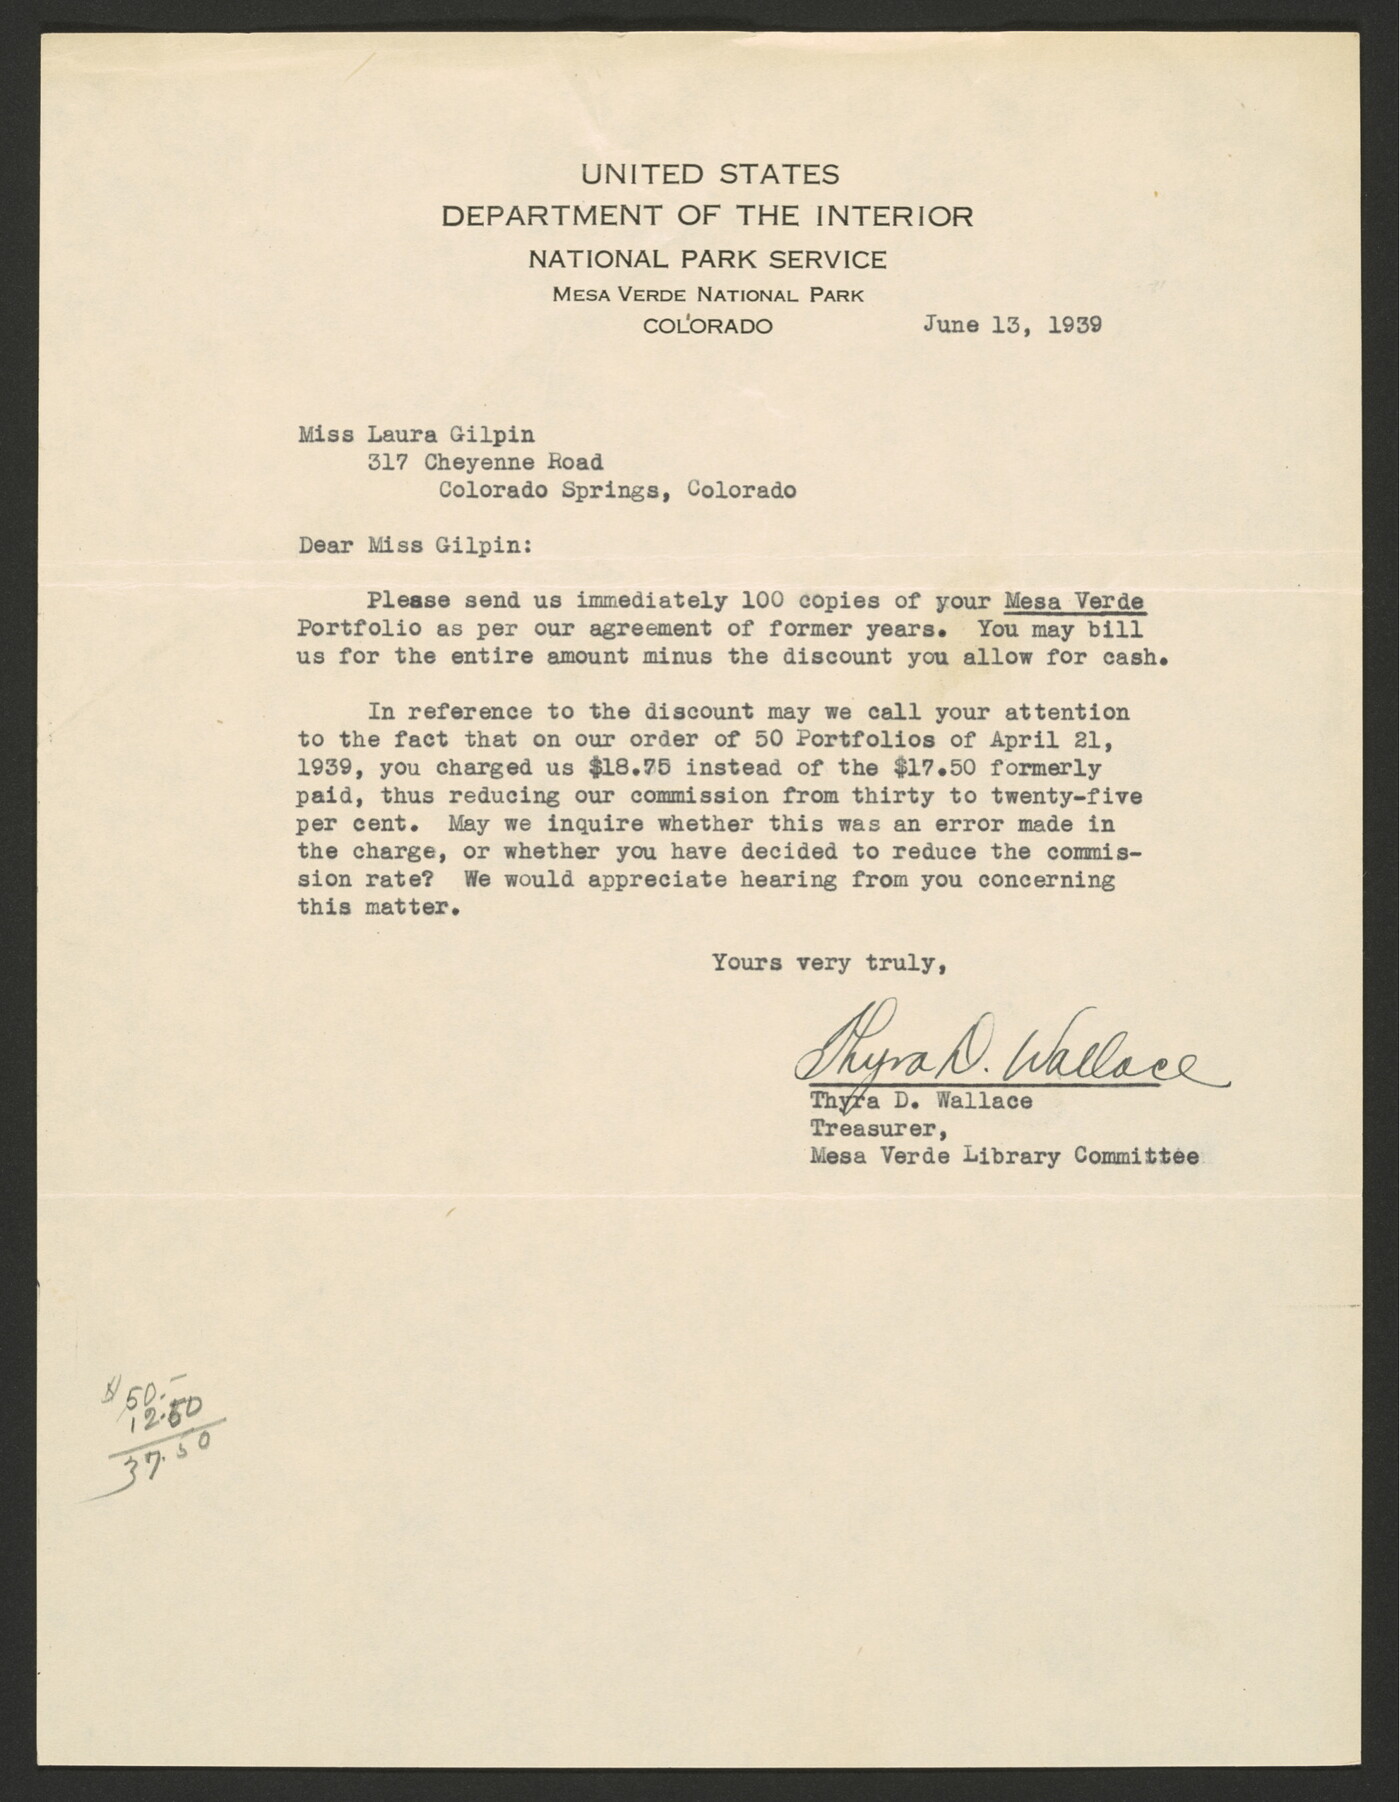 UNITED STATES
DEPARTMENT OF THE INTERIOR
NATIONAL PARK SERVICE
MESA VERDE NATIONAL PARK
COLORADO
June 13, 1939
Miss Laura Gilpin
317 Cheyenne Road
Colorado Springs, Colorado
Dear Miss Gilpin:
Please send us immediately 100 copies of your Mesa Verde
Portfolio as per our agreement of former years. You may bill
us for the entire amount minus the discount you allow for cash.
In reference to the discount may we call your attention
to the fact that on our order of 50 Portfolios of April 21,
1939, you charged us $18.75 instead of the $17.50 formerly
paid, thus reducing our commission from thirty to twenty-five
per cent. May we inquire whether this was an error made in
the charge, or whether you have decided to reduce the commis-
sion rate? We would appreciate hearing from you concerning
this matter.
Yours very truly,
Thyra D. Wallace
Thyra D. Wallace
Treasurer,
Mesa Verde Library Committee
$50.-
12.50
37.50